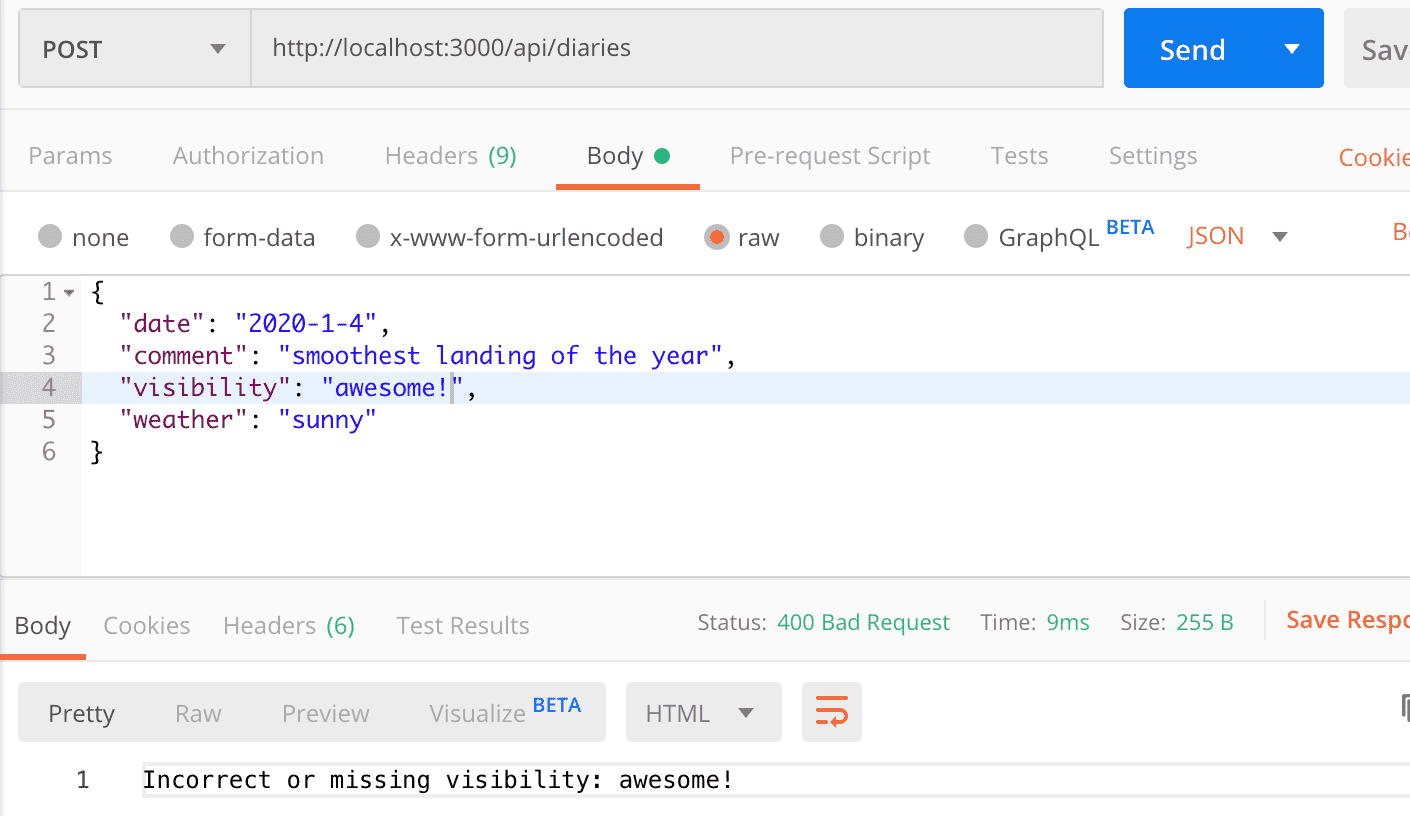 POST http://localhost:3000/api/diaries Send Sav
Params Authorization Headers (9) Body Pre-request Script Tests Settings Cookie
none form-data x-www-form-urlencoded raw binary GraphQL BETA JSON B
1 {
2 "date": "2020-1-4",
3 "comment": "smoothest landing of the year",
4 "visibility": "awesome!",
5 "weather": "sunny"
6 }
Body Cookies Headers (6) Test Results Status: 400 Bad Request Time: 9ms Size: 255 B Save Respo
Pretty Raw Preview Visualize BETA HTML
1 Incorrect or missing visibility: awesome!